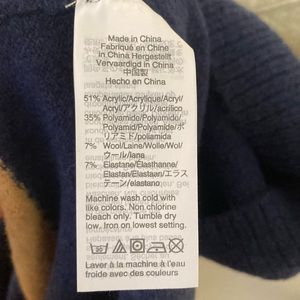 Made in China
Fabriqué en Chine
In China Hergestellt
Vervaardigd in China
中国製
Hecho en China
51% Acrylic/Acrylique/Acryl/
Acryl/アクリル/acrílico
35% Polyamide/Polyamide/
Polyamid/Polyamide/ポ
リアミド/poliamida
7% Wool/Laine/Wolle/Wol/
ウール/lana
7% Elastane/Élasthanne/
Elastan/Elastaan/エラス
テーン/elastano
Machine wash cold with
like colors. Non chlorine
bleach only. Tumble dry
low. Iron on lowest setting.
Laver à la machine à l'eau
froide avec des couleurs